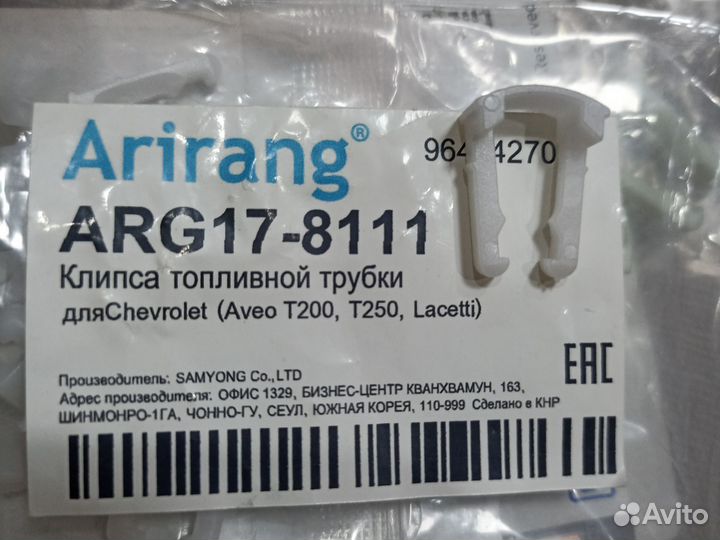 Arirang®
ARG17-8111
Клипса топливной трубки
дляChevrolet (Aveo T200, T250, Lacetti)
Производитель: SAMYONG Co.,LTD
Адрес производителя: ОФИС 1329, БИЗНЕС-ЦЕНТР КВАНХВАМУН, 163,
ШИНМОНРО-1ГА, ЧОННО-ГУ, СЕУЛ, ЮЖНАЯ КОРЕЯ, 110-999 Сделано в КНР
EAC
Avito